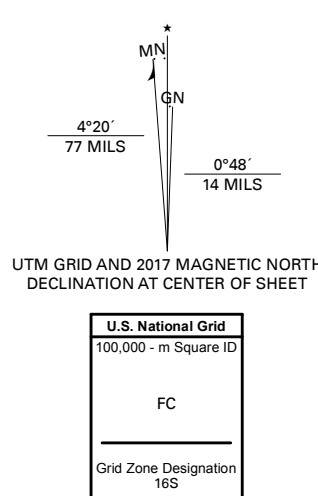 MN
GN
4°20´
77 MILS
0°48´
14 MILS
UTM GRID AND 2017 MAGNETIC NORTH
DECLINATION AT CENTER OF SHEET
U.S. National Grid
100,000 - m Square ID
FC
Grid Zone Designation
16S